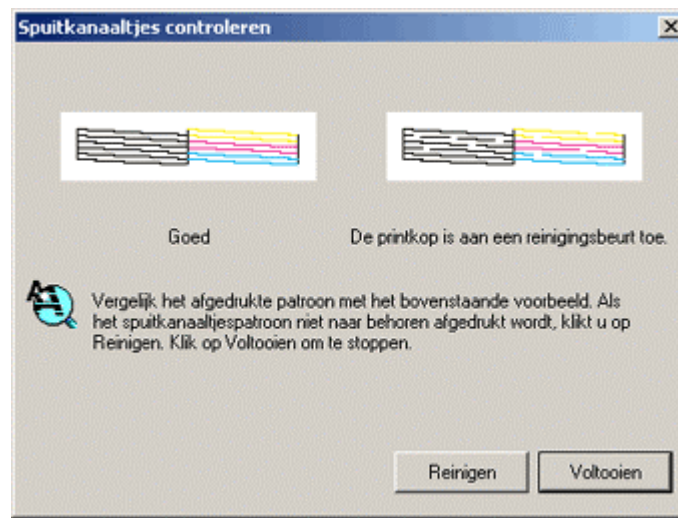 Spuitkanaaltjes controleren
Goed
De printkop is aan een reinigingsbeurt toe.
Vergelijk het afgedrukte patroon met het bovenstaande voorbeeld. Als
het spuitkanaaltjespatroon niet naar behoren afgedrukt wordt, klikt u op
Reinigen. Klik op Voltooien om te stoppen.
Reinigen
Voltooien